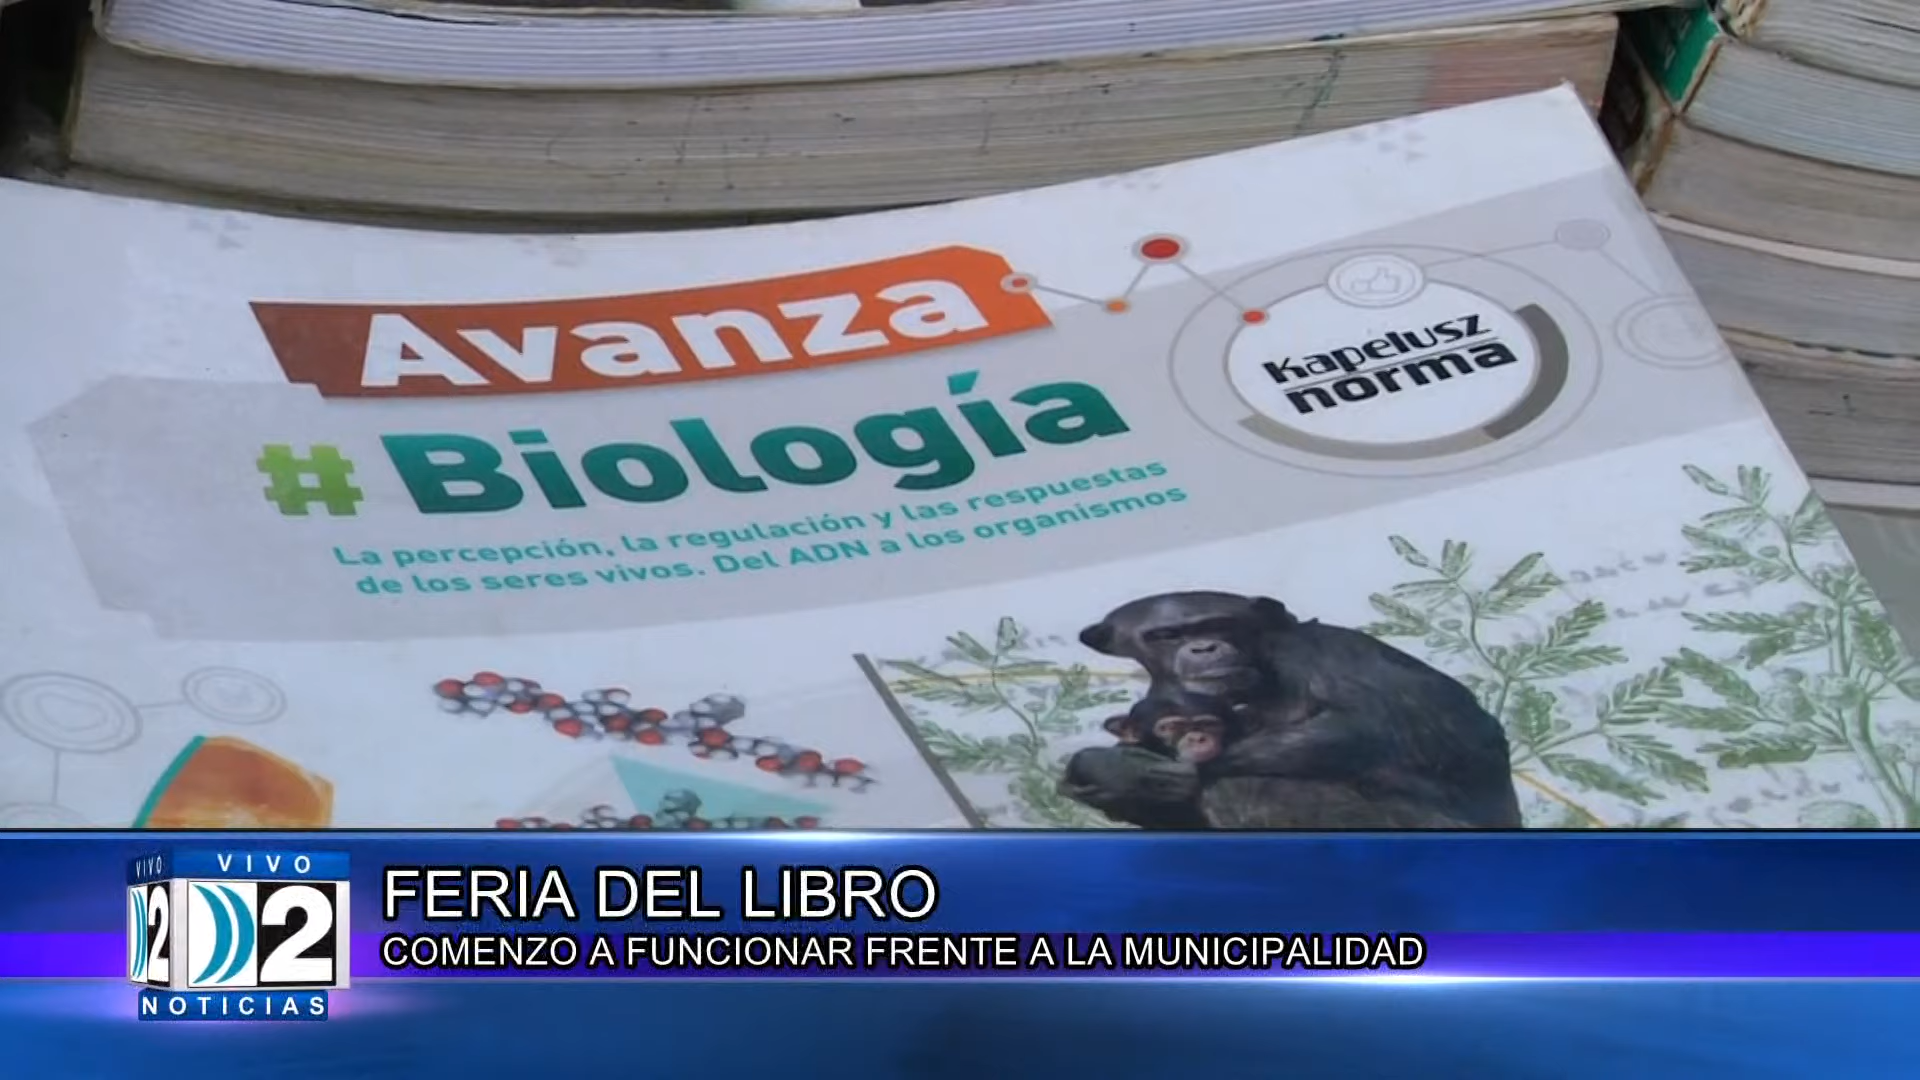 Avanza
#Biología
La percepción, la regulación y las respuestas
de los seres vivos. Del ADN a los organismos
Kapelusz
norma
VIVO
VIVO
2
2
NOTICIAS
FERIA DEL LIBRO
COMENZO A FUNCIONAR FRENTE A LA MUNICIPALIDAD